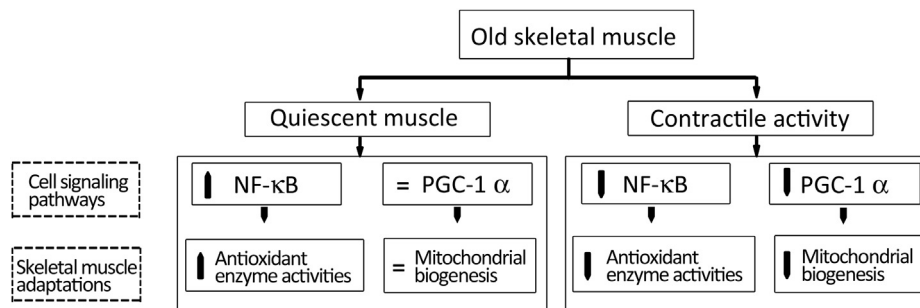 Old skeletal muscle
Quiescent muscle
Contractile activity
Cell signaling
pathways
NF-κB
= PGC-1 α
NF-κB
PGC-1 α
Skeletal muscle
adaptations
Antioxidant
enzyme activities
= Mitochondrial
biogenesis
Antioxidant
enzyme activities
Mitochondrial
biogenesis